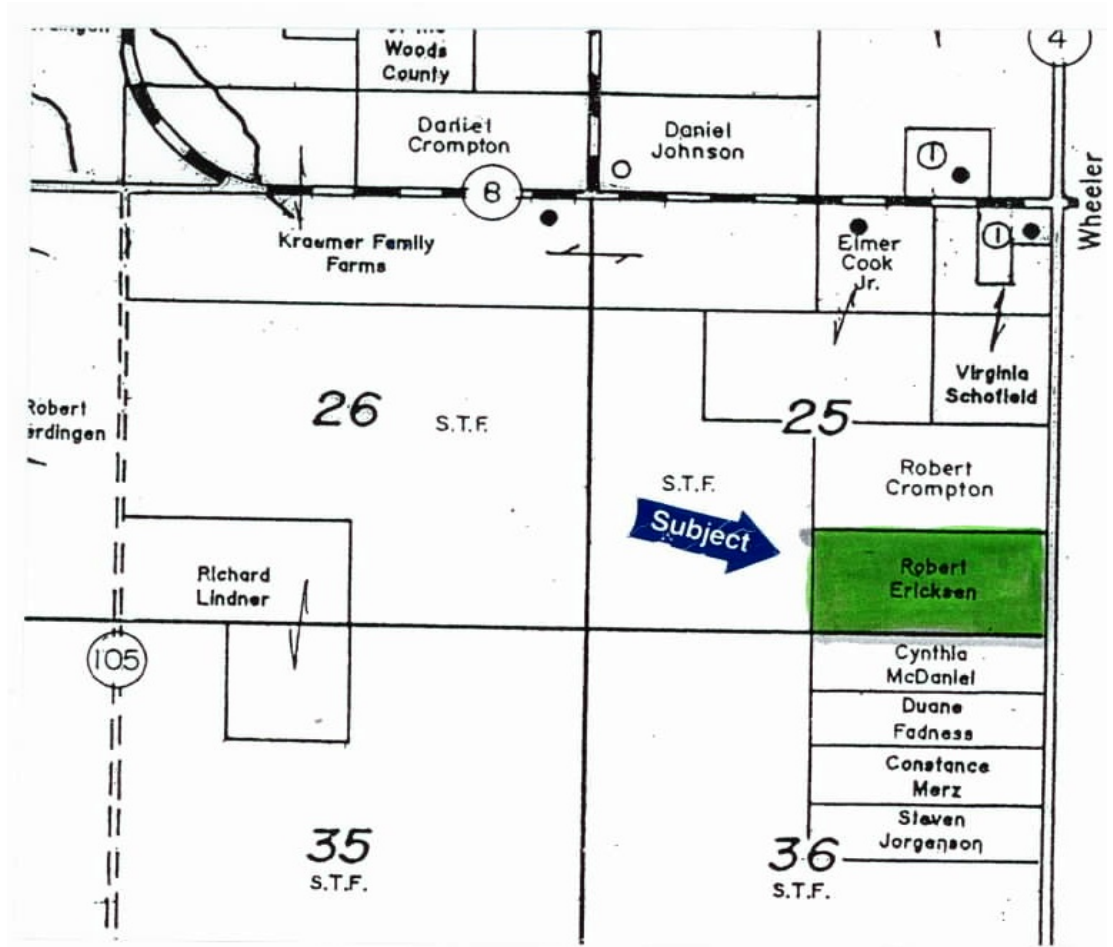 Woods
County
4
Daniel
Crompton
Daniel
Johnson
1
8
Wheeler
Kraemer Family
Farms
Elmer
Cook
Jr.
1
Virginia
Schofield
26
S.T.F.
25
Robert
Robert
Crompton
S.T.F.
Subject
Robert
Ericksen
Richard
Lindner
105
Cynthia
McDaniel
Duane
Fadness
Constance
Merz
Steven
Jorgenson
35
S.T.F.
36
S.T.F.